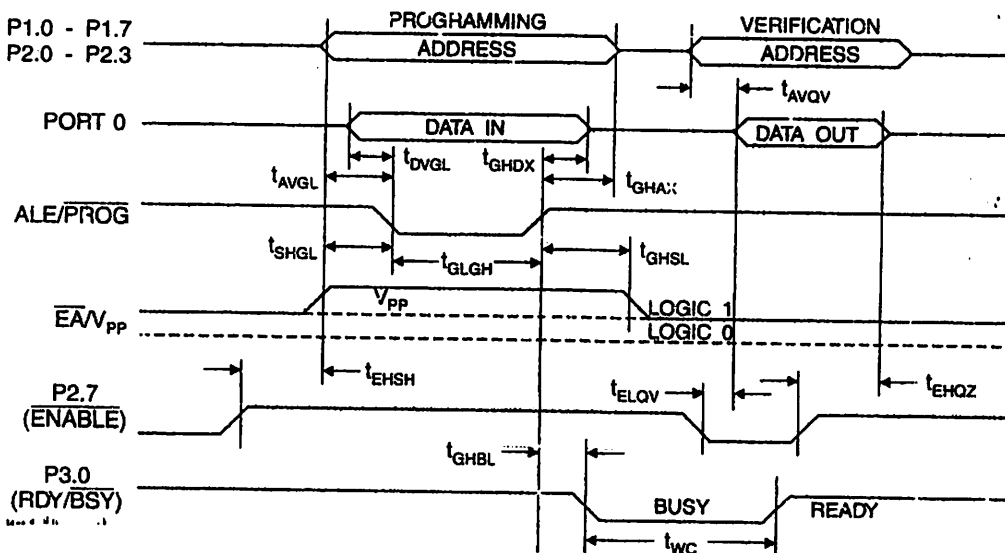 P1.0 - P1.7
P2.0 - P2.3
PROGRAMMING
ADDRESS
VERIFICATION
ADDRESS
tAVQV
PORT 0
DATA IN
DATA OUT
tDVGL
tGHDX
tAVGL
tGHAX
ALE/PROG
tSHGL
tGLGH
tGHSL
EA/VPP
VPP
LOGIC 1
LOGIC 0
tEHSH
tELQV
tEHQZ
P2.7
(ENABLE)
tGHBL
P3.0
(RDY/BSY)
BUSY
READY
tWC